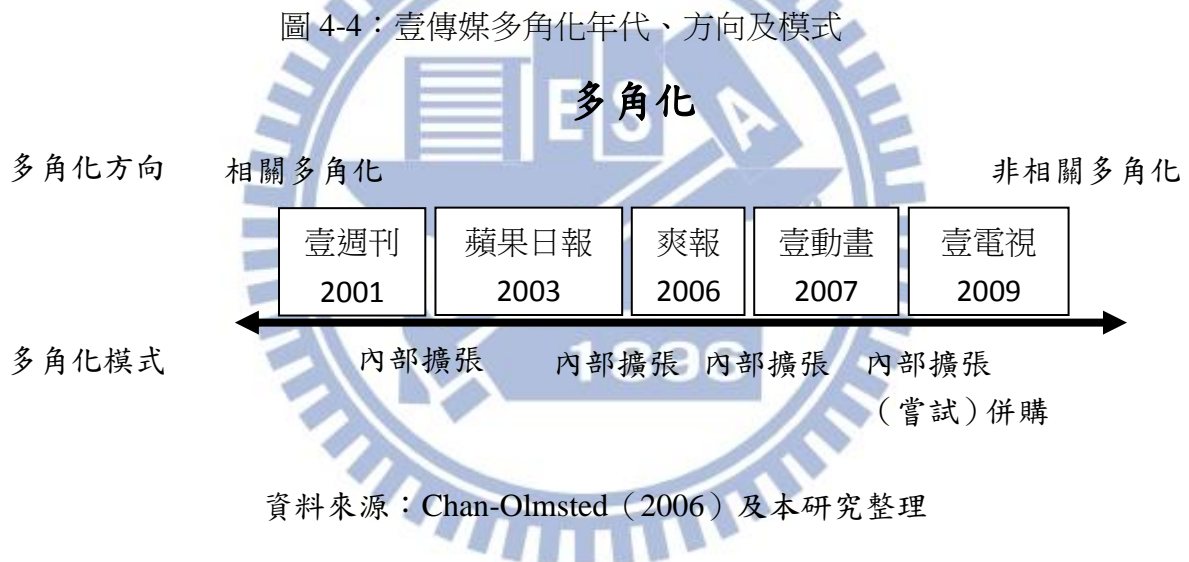 圖 4-4：壹傳媒多角化年代、方向及模式
多角化
多角化方向 相關多角化 非相關多角化
壹週刊 蘋果日報 爽報 壹動畫 壹電視
2001 2003 2006 2007 2009
多角化模式 內部擴張 內部擴張 內部擴張 內部擴張
（嘗試）併購
資料來源：Chan-Olmsted（2006）及本研究整理
ESA
1896